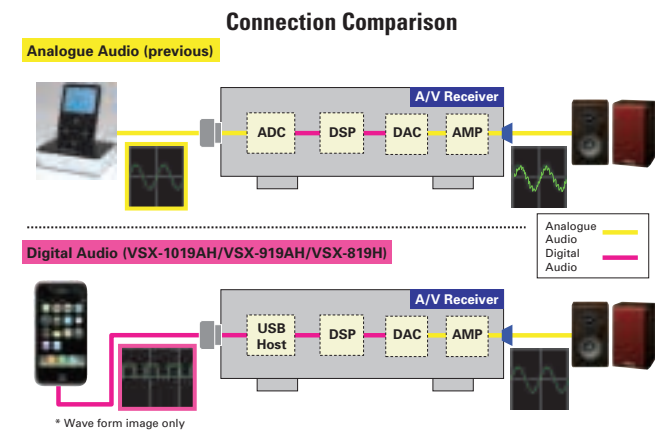 Connection Comparison
Analogue Audio (previous)
A/V Receiver
ADC
DSP
DAC
AMP
Analogue
Audio
Digital
Audio
Digital Audio (VSX-1019AH/VSX-919AH/VSX-819H)
A/V Receiver
USB
Host
DSP
DAC
AMP
* Wave form image only